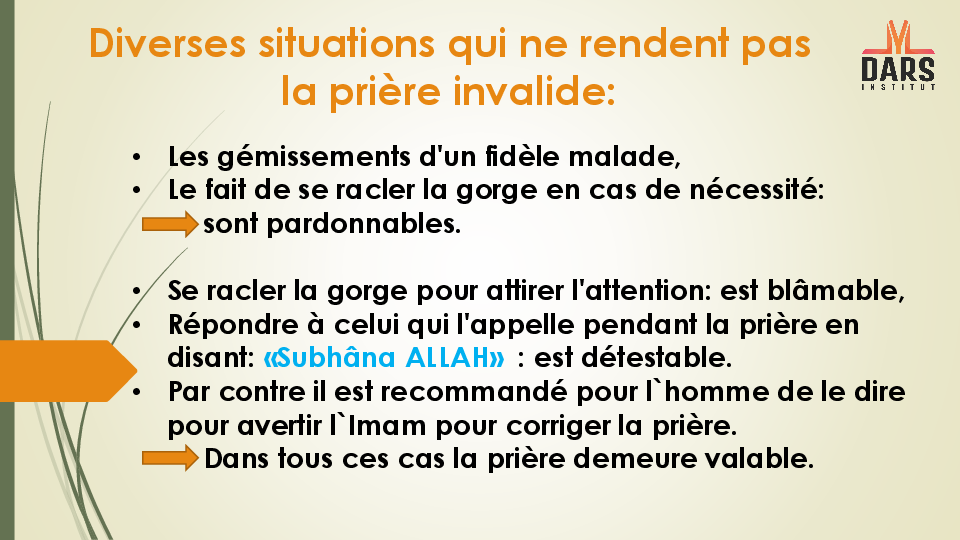 Diverses situations qui ne rendent pas
la prière invalide:
DARS
INSTITUT
• Les gémissements d'un fidèle malade,
• Le fait de se racler la gorge en cas de nécessité:
sont pardonnables.
• Se racler la gorge pour attirer l'attention: est blâmable,
• Répondre à celui qui l'appelle pendant la prière en
disant: «Subhâna ALLAH» : est détestable.
• Par contre il est recommandé pour l`homme de le dire
pour avertir l`Imam pour corriger la prière.
Dans tous ces cas la prière demeure valable.